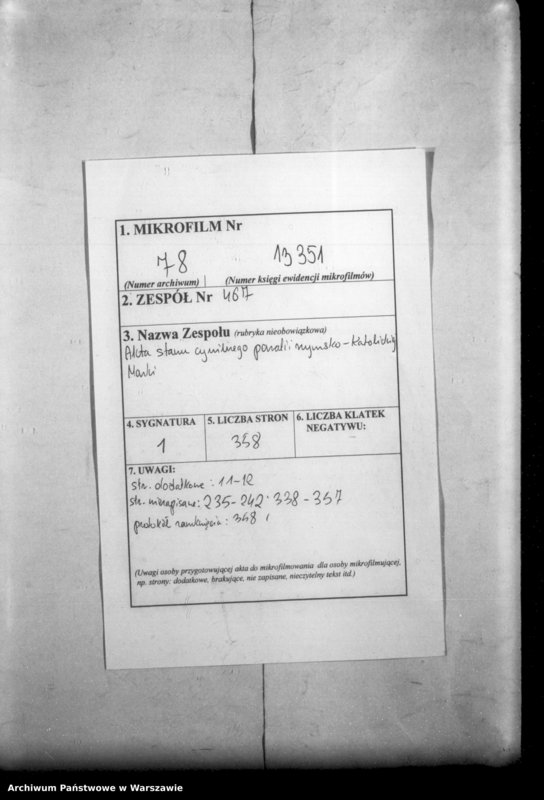 1. MIKROFILM Nr
78 13351
(Numer archiwum) (Numer księgi ewidencji mikrofilmów)
2. ZESPÓŁ Nr 467
3. Nazwa Zespołu (rubryka nieobowiązkowa)
Akta stanu cywilnego parafii rzymsko-katolickiej
Marki
4. SYGNATURA 5. LICZBA STRON 6. LICZBA KLATEK
NEGATYWU:
1 358 -
7. UWAGI:
str. dodatkowe: 11-12
str. niezapisane: 235-242; 338-357
protokół zamknięcia: 358
(Uwagi osoby przygotowującej akta do mikrofilmowania dla osoby mikrofilmującej,
np. strony: dodatkowe, brakujące, nie zapisane, nieczytelny tekst itd.)
Archiwum Państwowe w Warszawie